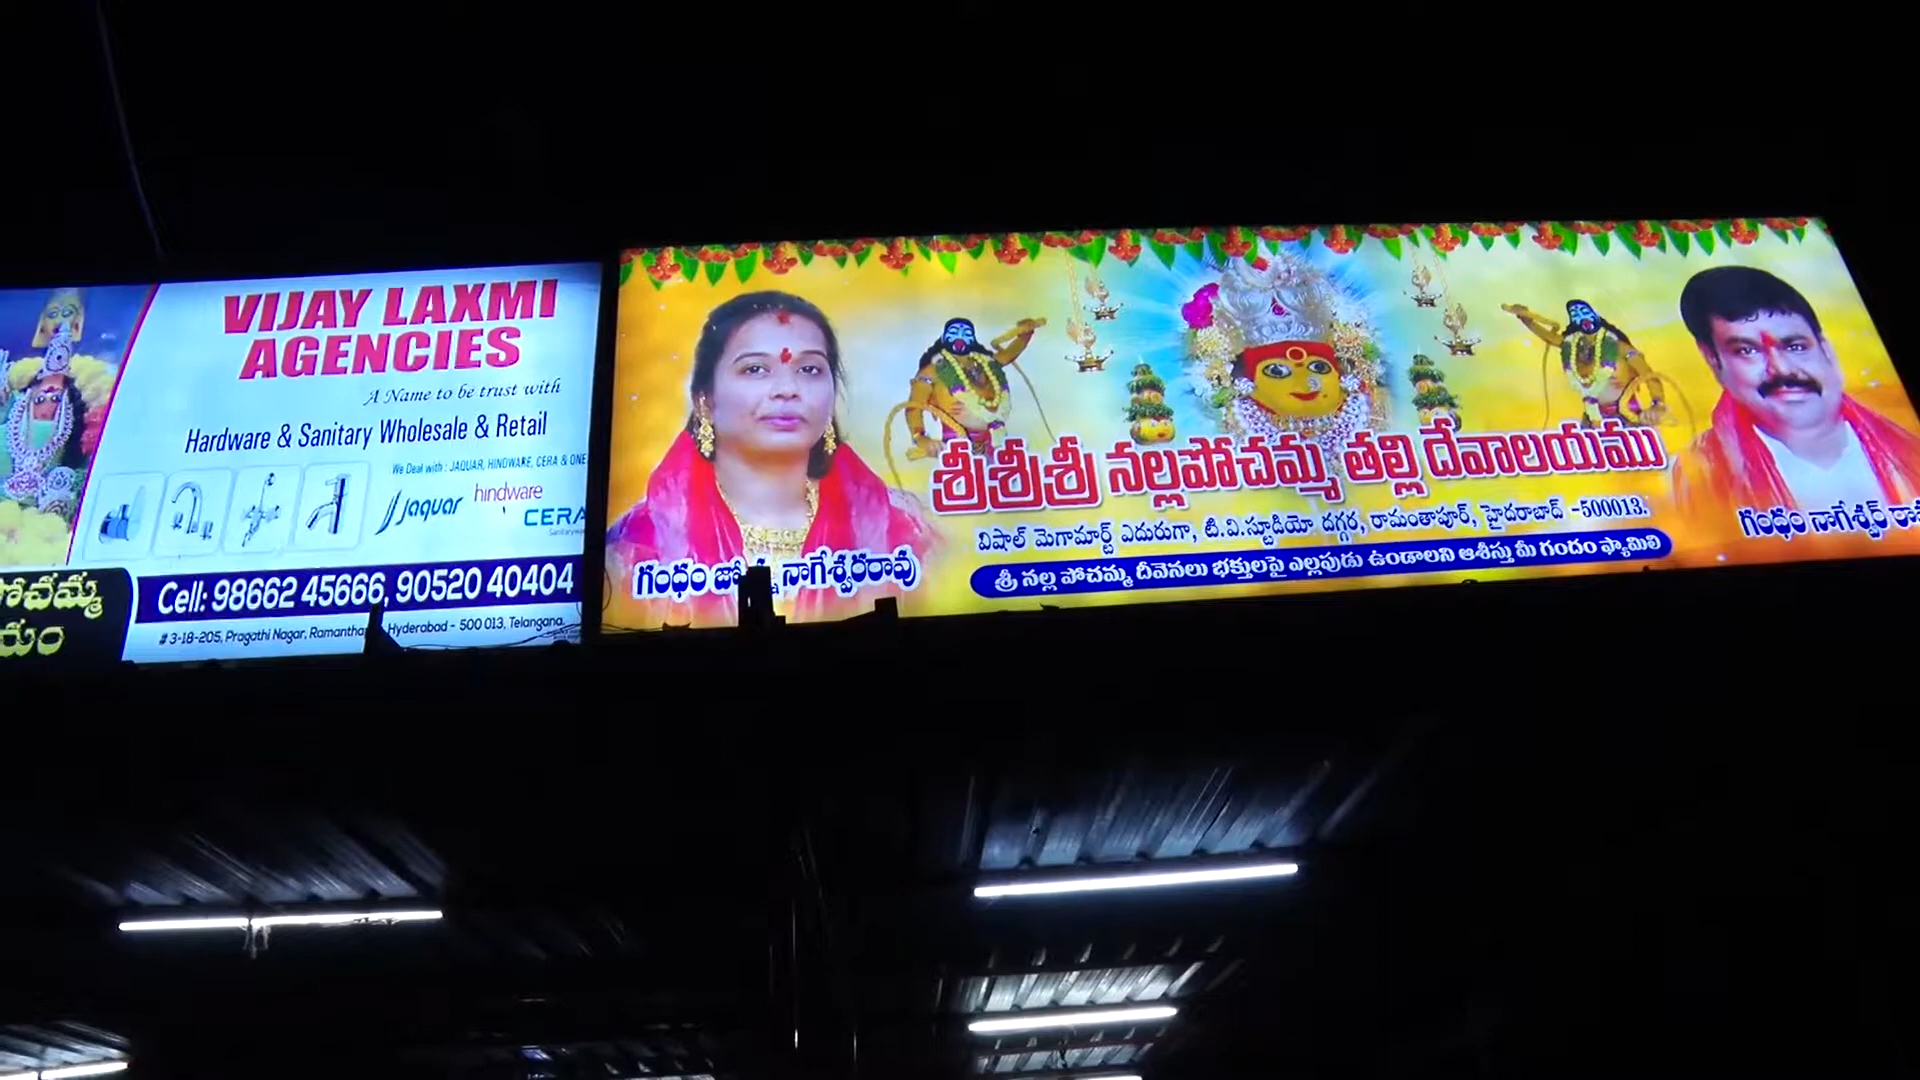 VIJAY LAXMI
AGENCIES
A Name to be trust with
Hardware & Sanitary Wholesale & Retail
We Deal with : JAQUAR, HINDWARE, CERA & ONE
Jaquar
hindware
CERA
Sanitaryware
Cell: 98662 45666, 90520 40404
# 3-18-205, Pragathi Nagar, Hyderabad - 500 013, Telangana.
పోచమ్మ
శ్రీశ్రీశ్రీ నల్లపోచమ్మ తల్లి దేవాలయము
విషాల్ మెగామార్ట్ ఎదురుగా, టి.వి.స్టూడియో దగ్గర, రామంతాపూర్, హైదరాబాద్ -500013.
శ్రీ నల్ల పోచమ్మ దీవెనలు భక్తులపై ఎల్లపుడు ఉండాలని ఆశీస్తు మీ గందం ఫ్యామిలి
గంధం నాగేశ్వరరావు
గంధం నాగేశ్వర్